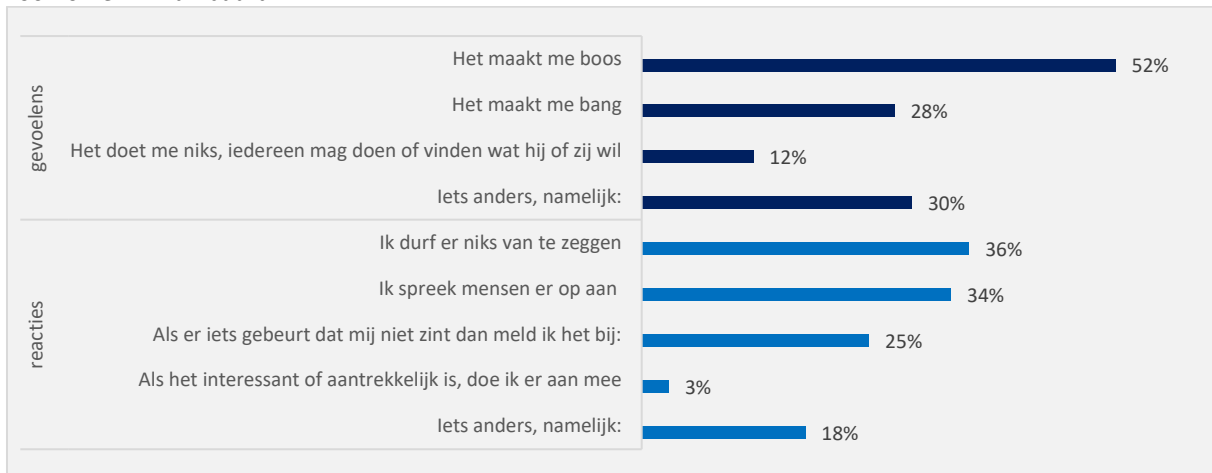 gevoelens
Het maakt me boos 52%
Het maakt me bang 28%
Het doet me niks, iedereen mag doen of vinden wat hij of zij wil 12%
Iets anders, namelijk: 30%
reacties
Ik durf er niks van te zeggen 36%
Ik spreek mensen er op aan 34%
Als er iets gebeurt dat mij niet zint dan meld ik het bij: 25%
Als het interessant of aantrekkelijk is, doe ik er aan mee 3%
Iets anders, namelijk: 18%